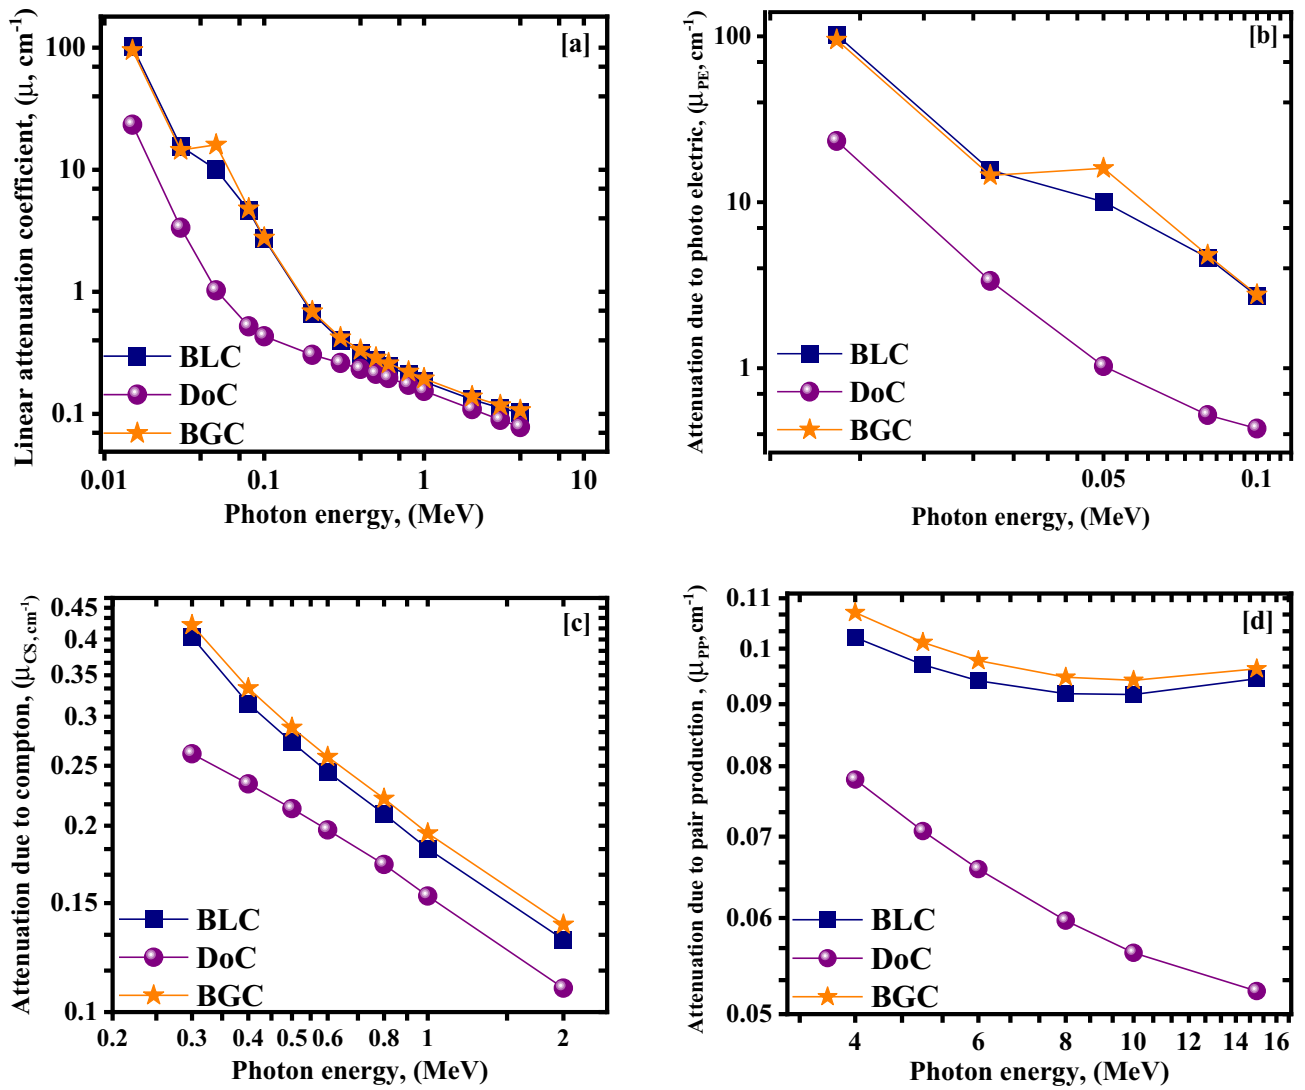 [a]
Linear attenuation coefficient, (μ, cm-1)
100
10
1
0.1
BLC
DoC
BGC
0.01 0.1 1 10
Photon energy, (MeV)
[b]
Attenuation due to photo electric, (μPE, cm-1)
100
10
1
BLC
DoC
BGC
0.05 0.1
Photon energy, (MeV)
[c]
Attenuation due to compton, (μCS, cm-1)
0.45
0.4
0.35
0.3
0.25
0.2
0.15
0.1
BLC
DoC
BGC
0.2 0.3 0.4 0.5 0.6 0.8 1 2
Photon energy, (MeV)
[d]
Attenuation due to pair production , (μPP, cm-1)
0.11
0.1
0.09
0.08
0.07
0.06
0.05
BLC
DoC
BGC
4 6 8 10 12 14 16
Photon energy, (MeV)